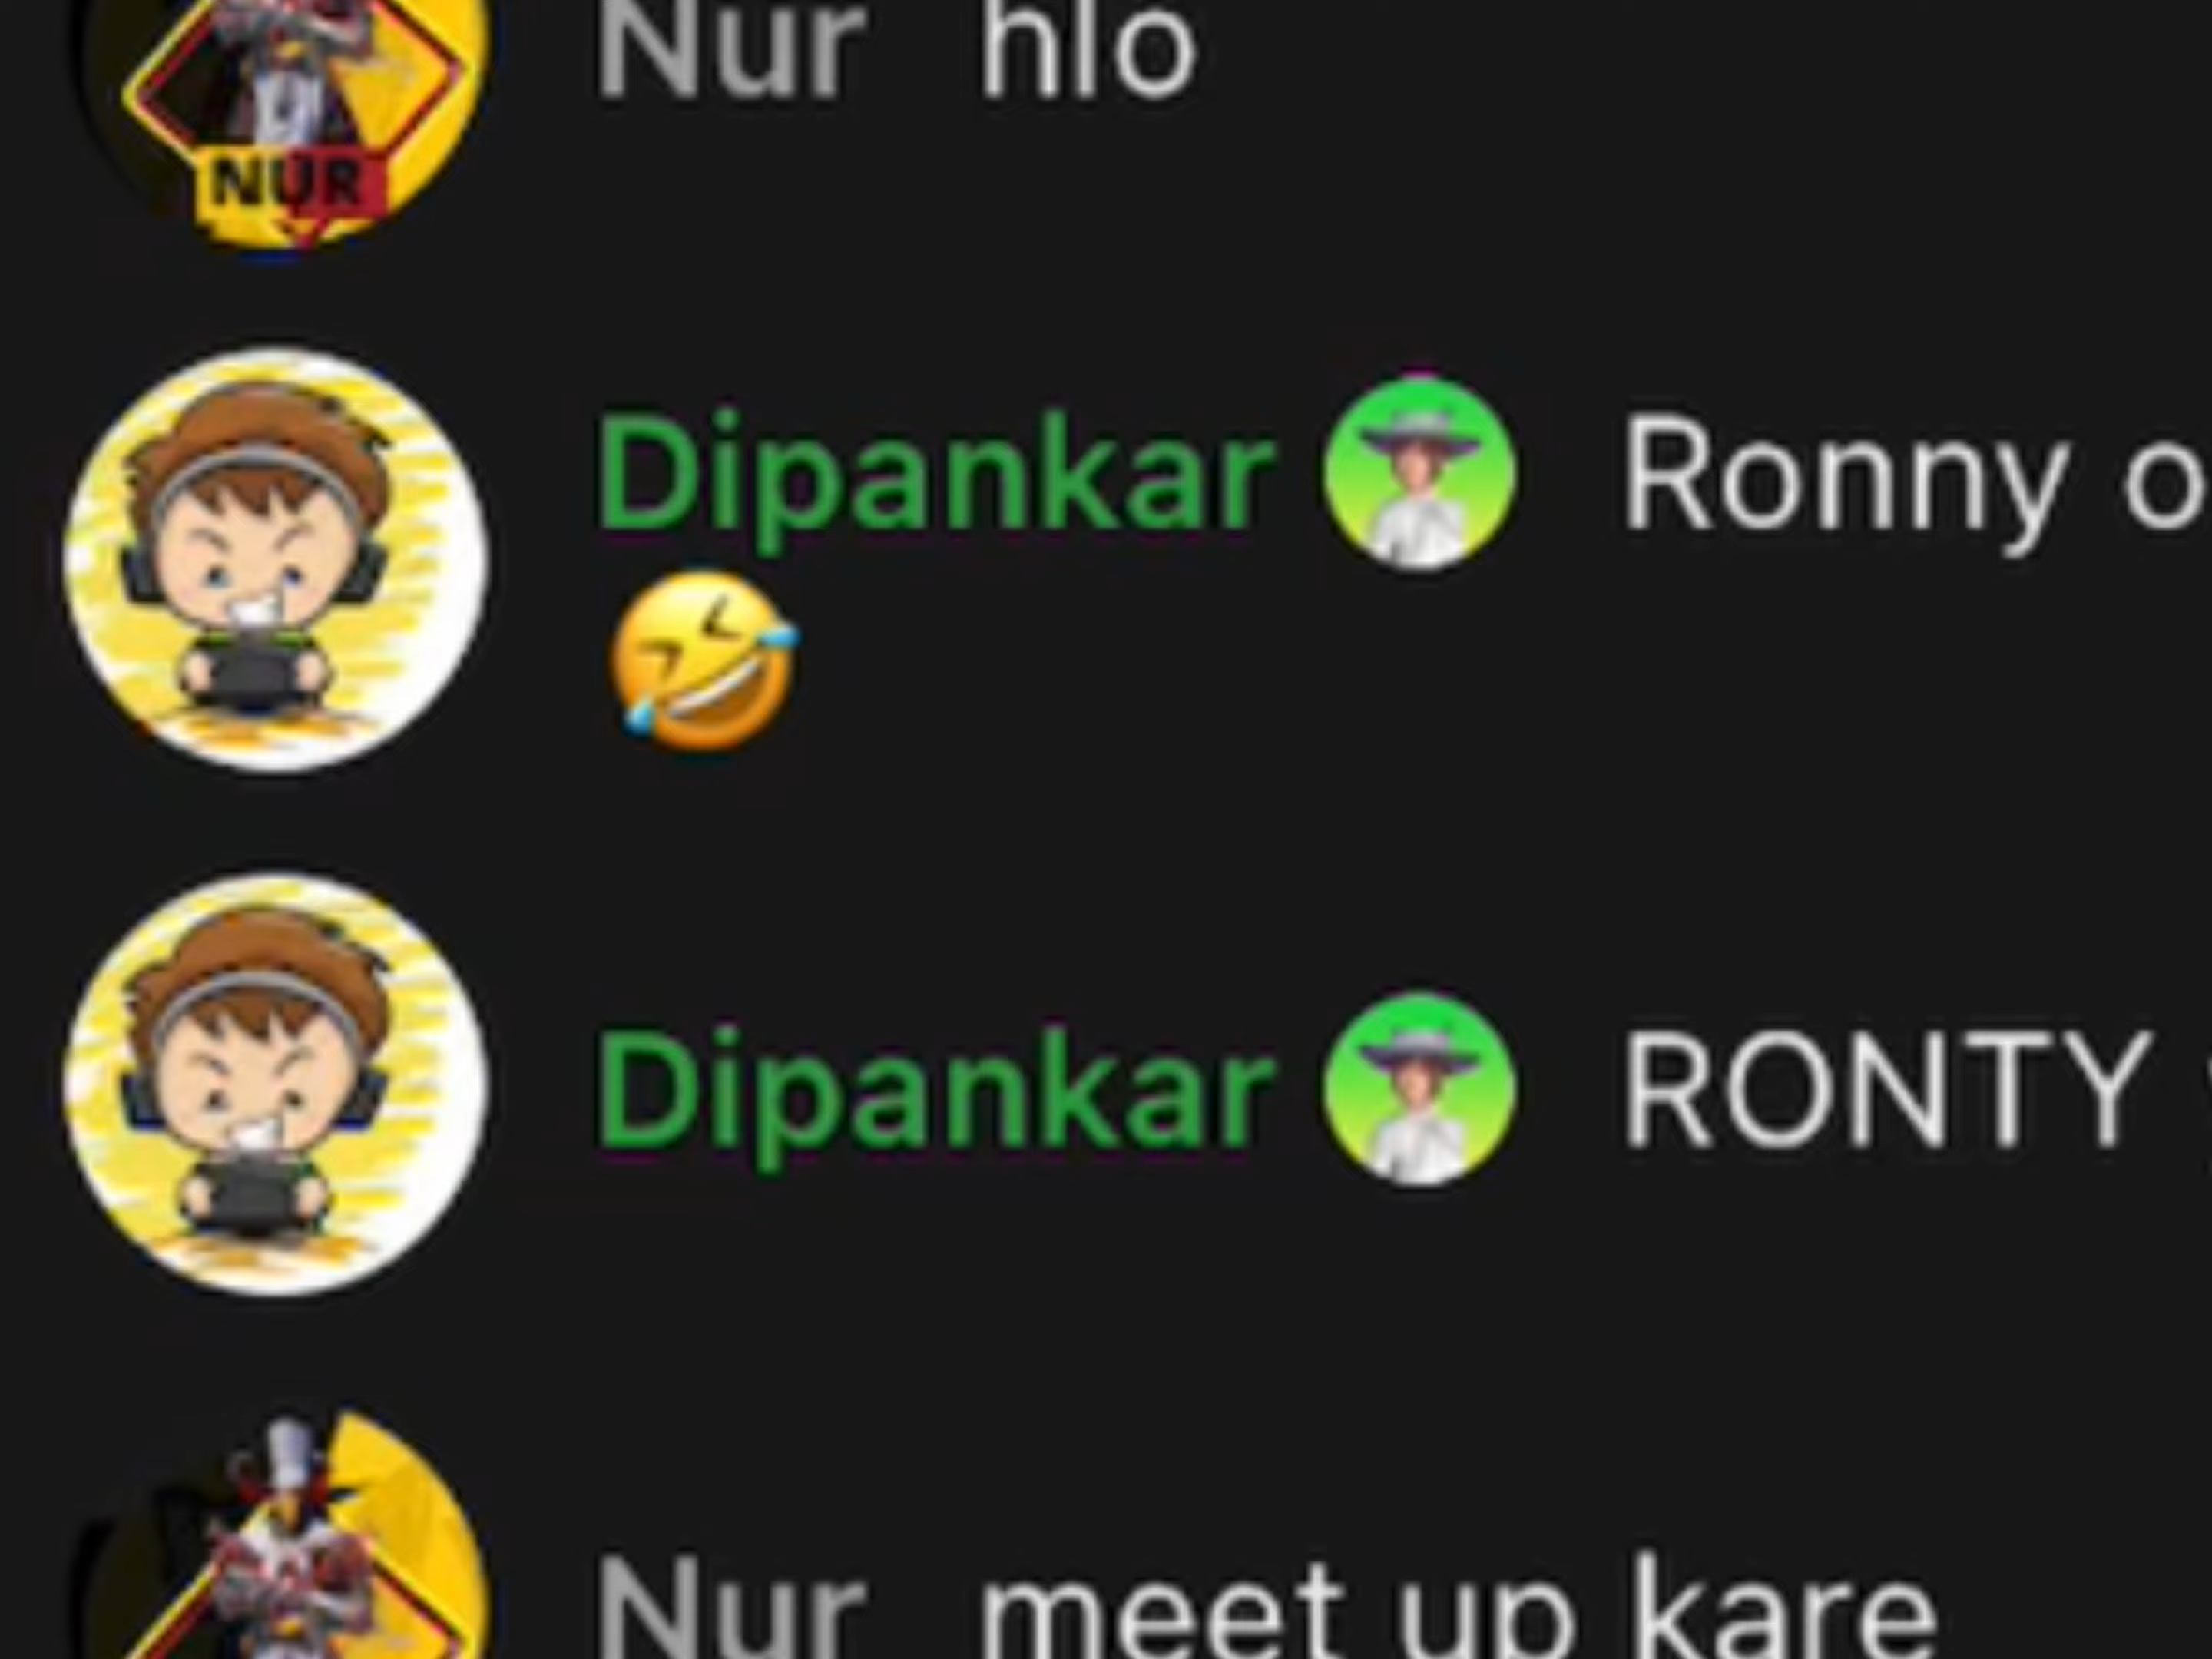 Nur hlo
NUR
Dipankar Ronny
🤣
Dipankar RONTY
Nur meet up kare